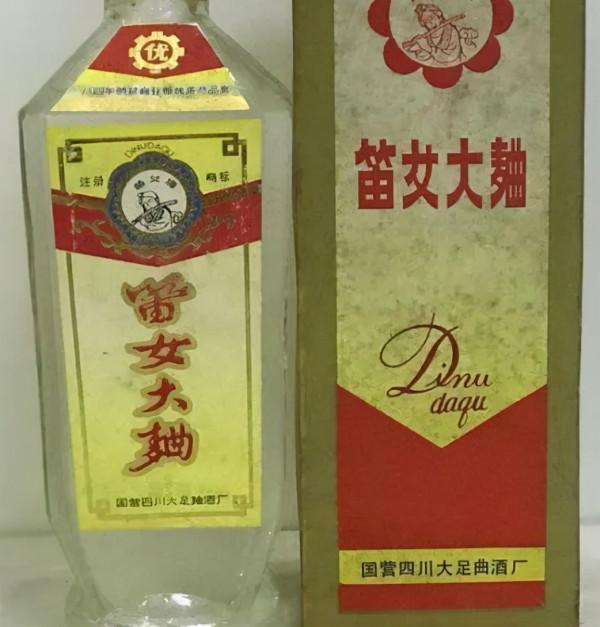 优
DINUDAQU
注册
商标
笛女牌
笛女大麯
国营四川大足麯酒厂
笛女大麯
Dinu
daqu
国营四川大足曲酒厂